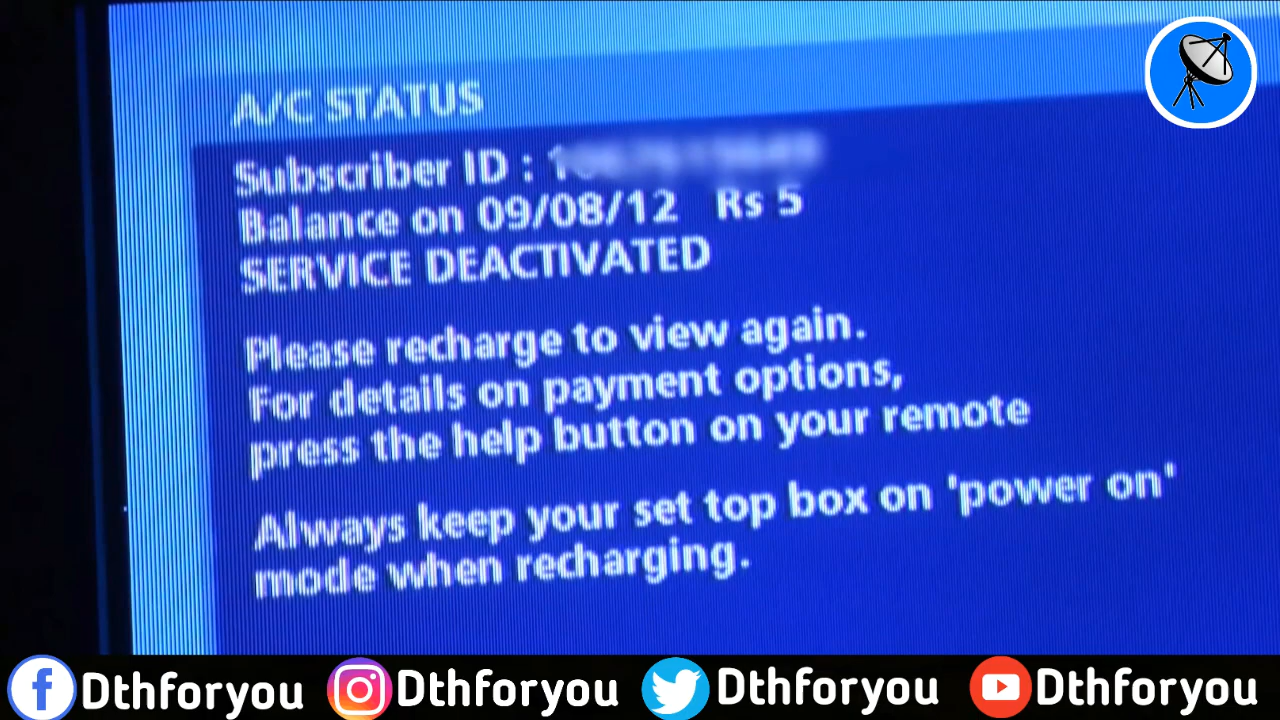 A/C STATUS
Subscriber ID :
Balance on 09/08/12 Rs 5
SERVICE DEACTIVATED
Please recharge to view again.
For details on payment options,
press the help button on your remote
Always keep your set top box on 'power on'
mode when recharging.
Dthforyou Dthforyou Dthforyou Dthforyou